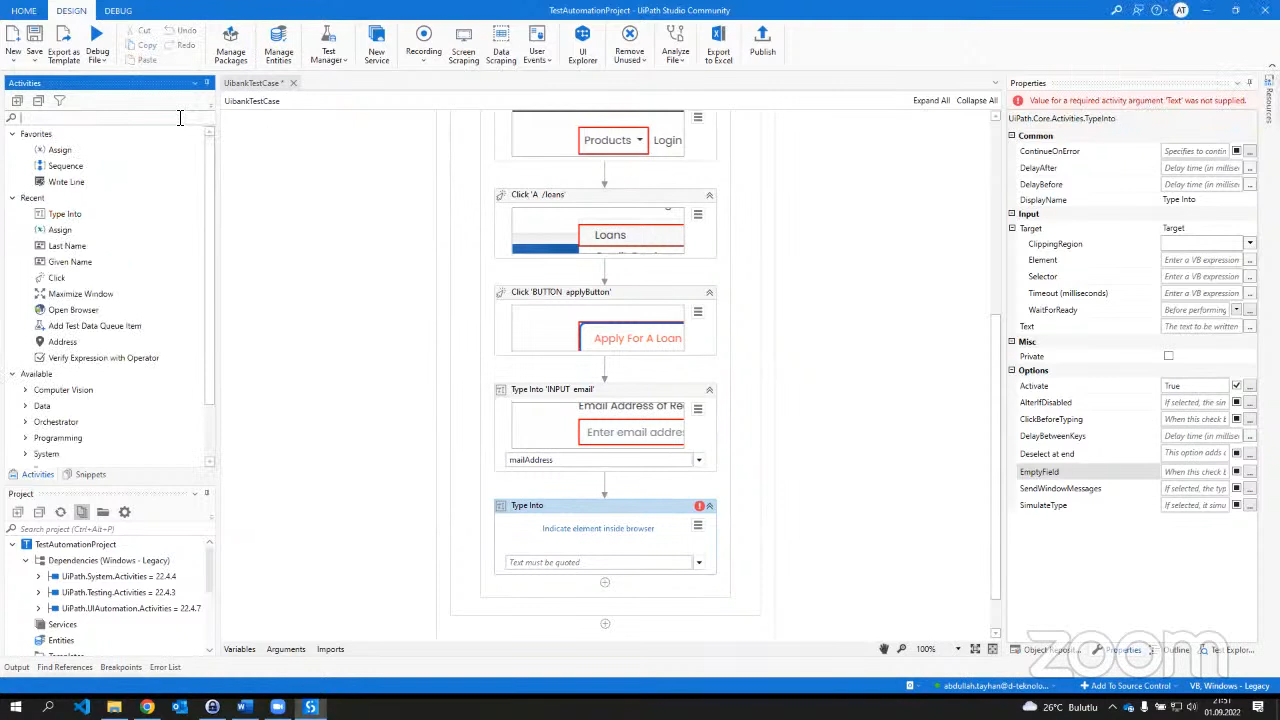 HOME DESIGN DEBUG TestAutomationProject - UiPath Studio Community AT
New Save Export as Template Debug File Cut Copy Paste Undo Redo Manage Packages Manage Entities Test Manager New Service Recording Screen Scraping Data Scraping User Events UI Explorer Remove Unused Analyze File Export to Excel Publish
Activities
Favorites
Assign
Sequence
Write Line
Recent
Type Into
Assign
Last Name
Given Name
Click
Maximize Window
Open Browser
Add Test Data Queue Item
Address
Verify Expression with Operator
Available
Computer Vision
Data
Orchestrator
Programming
System
Activities Snippets
Project
Search project (Ctrl+Alt+P)
TestAutomationProject
Dependencies (Windows - Legacy)
UiPath.System.Activities = 22.4.4
UiPath.Testing.Activities = 22.4.3
UiPath.UIAutomation.Activities = 22.4.7
Services
Entities
UibankTestCase *
UibankTestCase Expand All Collapse All
Products Login
Click 'A /loans'
Loans
Click 'BUTTON applyButton'
Apply For A Loan
Type Into 'INPUT email'
Email Address of Re
Enter email addre
mailAddress
Type Into
Indicate element inside browser
Text must be quoted
Variables Arguments Imports 100%
Properties
Value for a required activity argument 'Text' was not supplied.
UiPath.Core.Activities.TypeInto
Common
ContinueOnError Specifies to contin
DelayAfter Delay time (in millise
DelayBefore Delay time (in millise
DisplayName Type Into
Input
Target Target
ClippingRegion
Element Enter a VB expression
Selector Enter a VB expression
Timeout (milliseconds) Enter a VB expression
WaitForReady Before performing
Text The text to be written
Misc
Private
Options
Activate True
AlterIfDisabled If selected, the sin
ClickBeforeTyping When this check b
DelayBetweenKeys Delay time (in millise
Deselect at end This option adds c
EmptyField When this check b
SendWindowMessages If selected, the typ
SimulateType If selected, it simu
Properties Outline Test Explor...
Resources
zoom
Output Find References Breakpoints Error List
abdullah.tayhan@d-teknolo... Add To Source Control VB, Windows - Legacy
26°C Bulutlu 21:51
01.09.2022